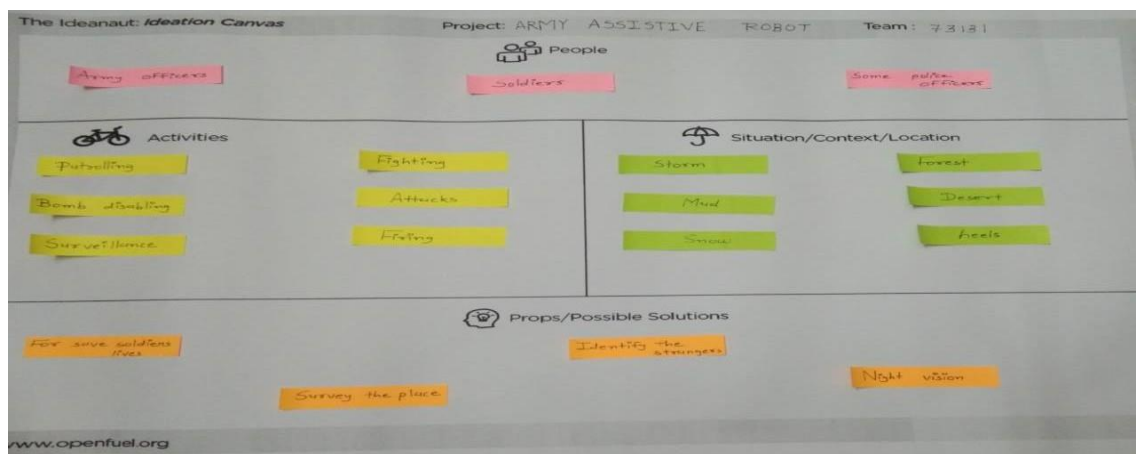 The Ideanaut: Ideation Canvas Project: ARMY ASSISTIVE ROBOT Team: 73131
People
Army officers
Soldiers
Some police
officers
Activities
Patrolling
Fighting
Bomb disabling
Attacks
Surveillance
Firing
Situation/Context/Location
Storm
Forest
Mud
Desert
Snow
heels
Props/Possible Solutions
For save soldiers
lives
Identify the
strangers
Survey the place
Night vision
www.openfuel.org